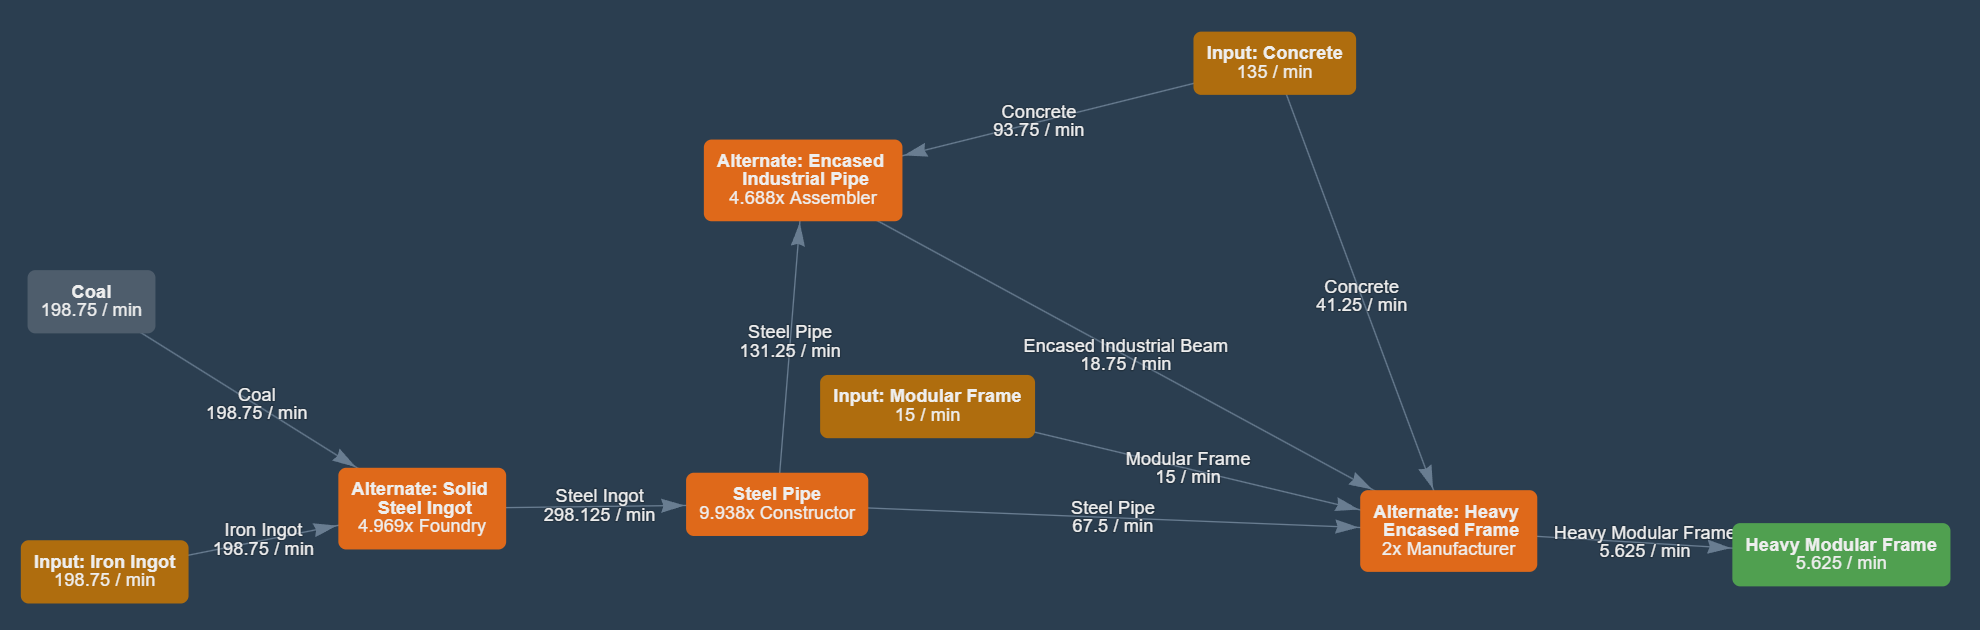 Input: Concrete
135 / min
Concrete
93.75 / min
Alternate: Encased
Industrial Pipe
4.688x Assembler
Coal
198.75 / min
Concrete
41.25 / min
Steel Pipe
131.25 / min
Encased Industrial Beam
18.75 / min
Input: Modular Frame
15 / min
Coal
198.75 / min
Modular Frame
15 / min
Alternate: Solid
Steel Ingot
4.969x Foundry
Steel Ingot
298.125 / min
Steel Pipe
9.938x Constructor
Steel Pipe
67.5 / min
Alternate: Heavy
Encased Frame
2x Manufacturer
Iron Ingot
198.75 / min
Input: Iron Ingot
198.75 / min
Heavy Modular Frame
5.625 / min
Heavy Modular Frame
5.625 / min